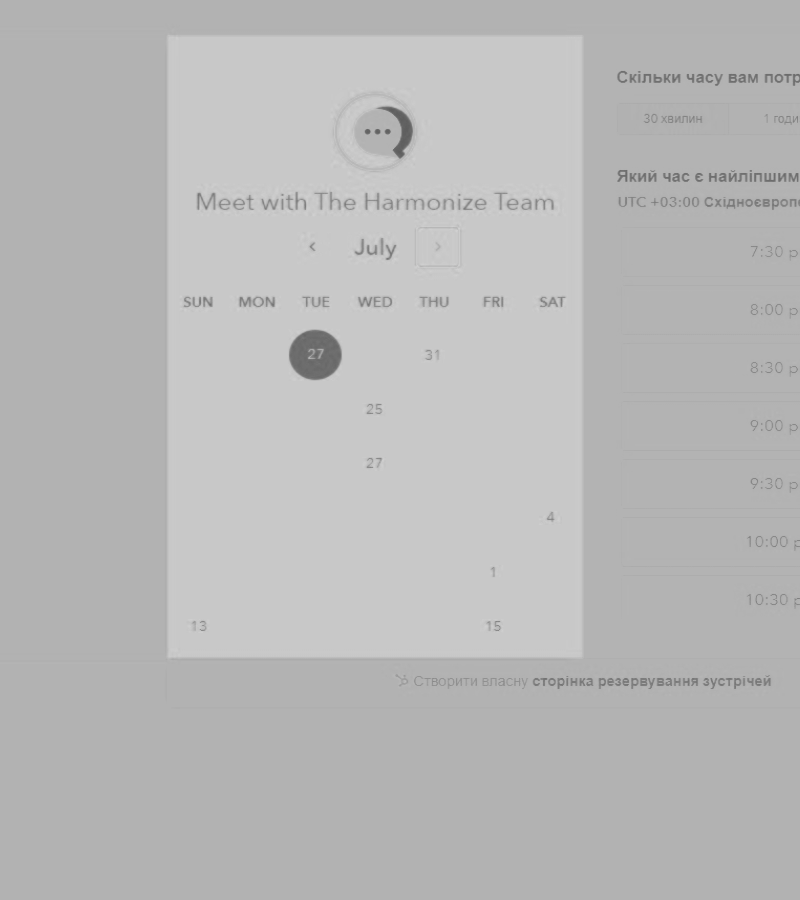 Meet with The Harmonize Team
July
SUN MON TUE WED THU FRI SAT
27 31
25
27
4
1
13 15
Скільки часу вам потр
30 хвилин 1 годи
Який час є найліпшим
UTC +03:00 Східноєвропе
7:30 p
8:00 p
8:30 p
9:00 p
9:30 p
10:00 p
10:30 p
Створити власну сторінка резервування зустрічей